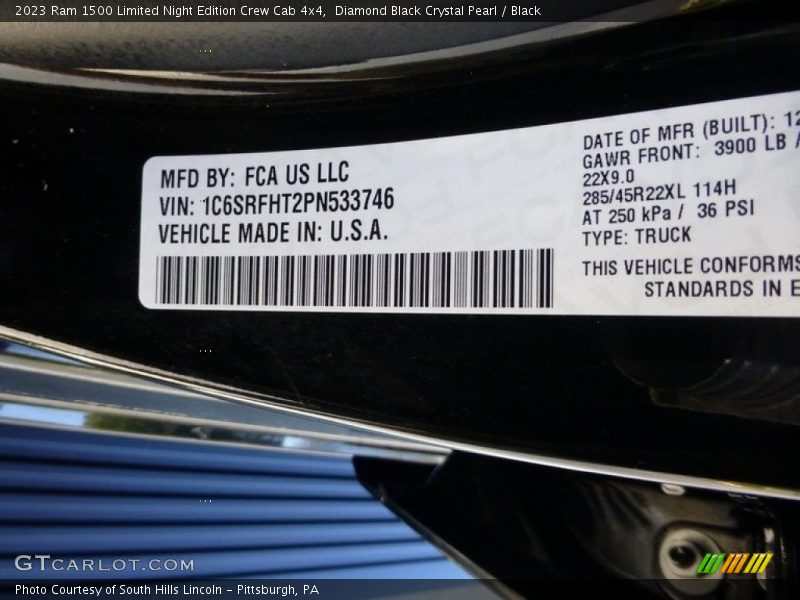 2023 Ram 1500 Limited Night Edition Crew Cab 4x4, Diamond Black Crystal Pearl / Black
MFD BY: FCA US LLC
VIN: 1C6SRFHT2PN533746
VEHICLE MADE IN: U.S.A.
DATE OF MFR (BUILT): 12
GAWR FRONT: 3900 LB /
22X9.0
285/45R22XL 114H
AT 250 kPa / 36 PSI
TYPE: TRUCK
THIS VEHICLE CONFORMS
STANDARDS IN E
GTCARLOT.COM
Photo Courtesy of South Hills Lincoln - Pittsburgh, PA